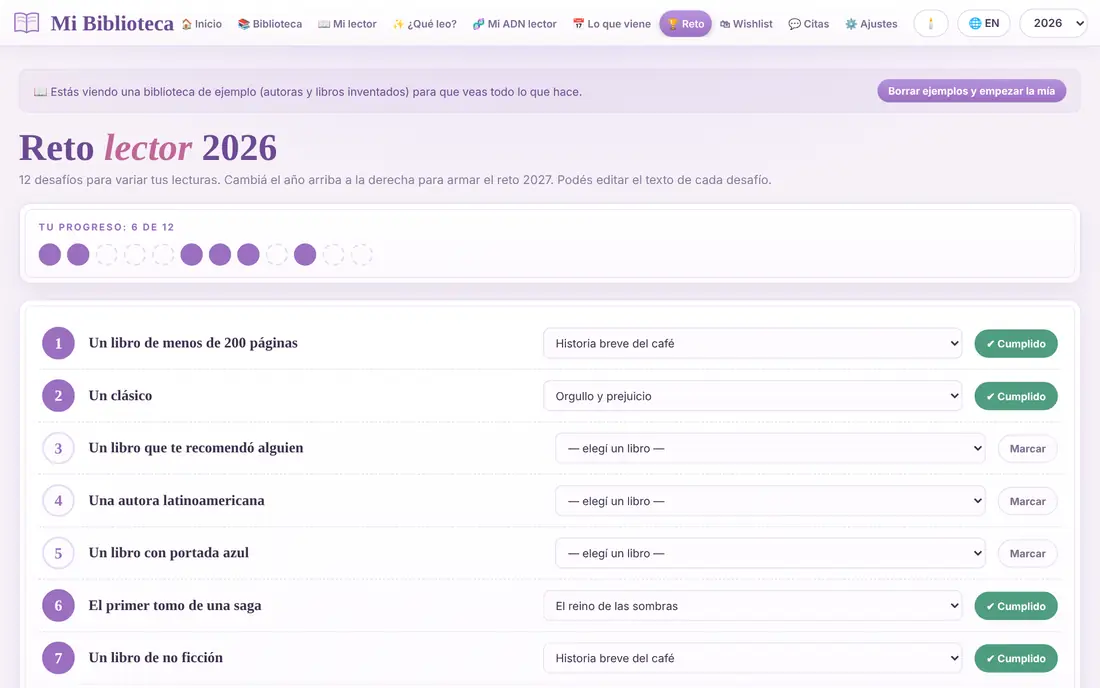 Mi Biblioteca 🏠 Inicio 📚 Biblioteca 📖 Mi lector ✨ ¿Qué leo? 🧬 Mi ADN lector 📅 Lo que viene 🏆 Reto 🛍 Wishlist 💬 Citas ⚙️ Ajustes 🌐 EN 2026
📖 Estás viendo una biblioteca de ejemplo (autoras y libros inventados) para que veas todo lo que hace. Borrar ejemplos y empezar la mía
Reto lector 2026
12 desafíos para variar tus lecturas. Cambiá el año arriba a la derecha para armar el reto 2027. Podés editar el texto de cada desafío.
TU PROGRESO: 6 DE 12
1 Un libro de menos de 200 páginas Historia breve del café ✓ Cumplido
2 Un clásico Orgullo y prejuicio ✓ Cumplido
3 Un libro que te recomendó alguien — elegí un libro — Marcar
4 Una autora latinoamericana — elegí un libro — Marcar
5 Un libro con portada azul — elegí un libro — Marcar
6 El primer tomo de una saga El reino de las sombras ✓ Cumplido
7 Un libro de no ficción Historia breve del café ✓ Cumplido